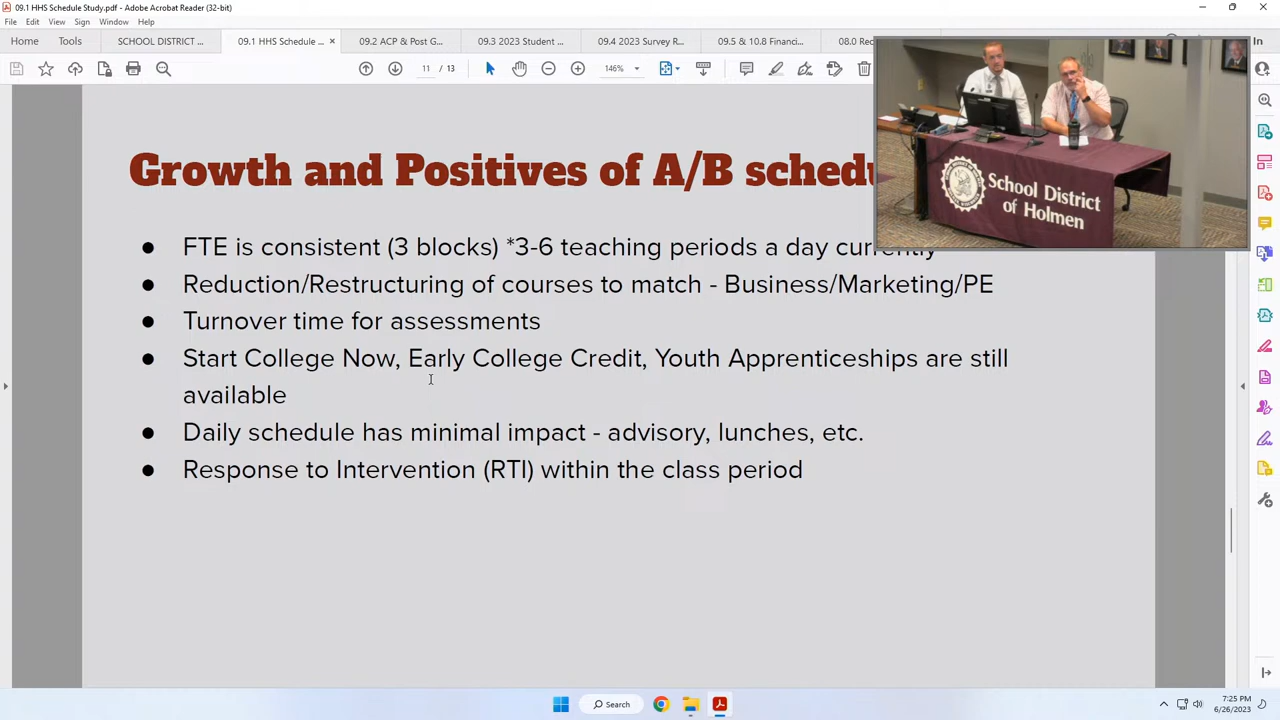 09.1 HHS Schedule Study.pdf - Adobe Acrobat Reader (32-bit)
File Edit View Sign Window Help
Home Tools SCHOOL DISTRICT ... 09.1 HHS Schedule ... × 09.2 ACP & Post G... 09.3 2023 Student ... 09.4 2023 Survey R... 09.5 & 10.8 Financi... 08.0 Rec
11 / 13 146%
Growth and Positives of A/B schedu
FTE is consistent (3 blocks) *3-6 teaching periods a day currently
● Reduction/Restructuring of courses to match - Business/Marketing/PE
● Turnover time for assessments
● Start College Now, Early College Credit, Youth Apprenticeships are still
available
● Daily schedule has minimal impact - advisory, lunches, etc.
● Response to Intervention (RTI) within the class period
School District
of Holmen
Search
7:25 PM
6/26/2023